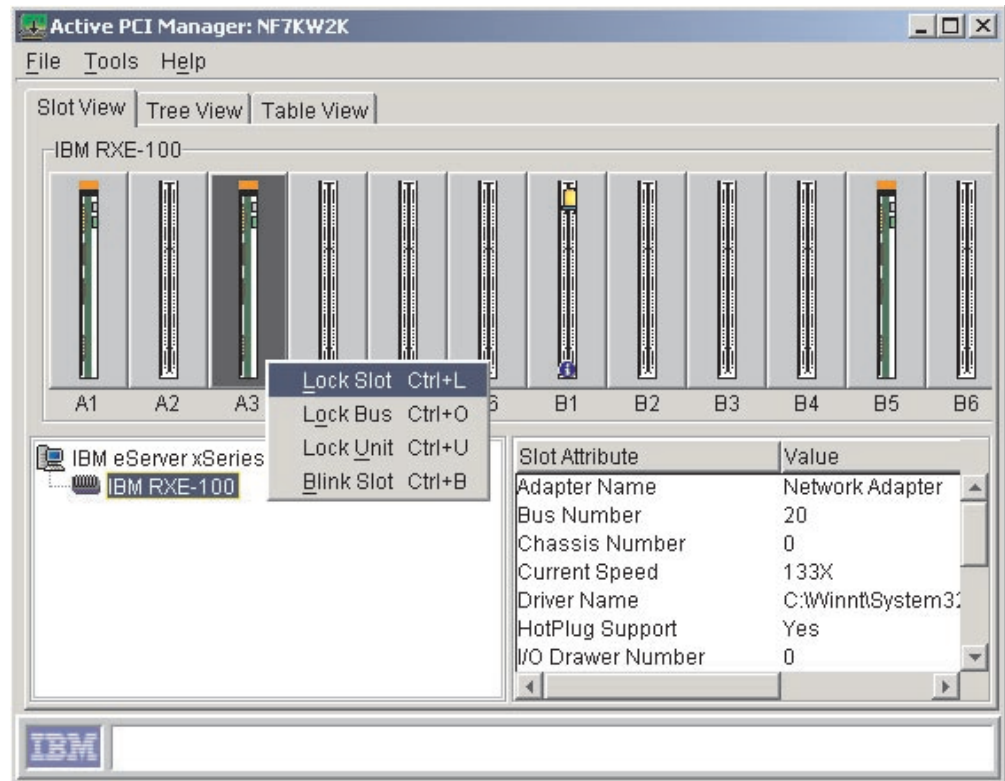 Active PCI Manager: NF7KW2K
File Tools Help
Slot View Tree View Table View
IBM RXE-100
A1 A2 A3 B1 B2 B3 B4 B5 B6
Lock Slot Ctrl+L
Lock Bus Ctrl+O
Lock Unit Ctrl+U
Blink Slot Ctrl+B
IBM eServer xSeries
IBM RXE-100
Slot Attribute Value
Adapter Name Network Adapter
Bus Number 20
Chassis Number 0
Current Speed 133X
Driver Name C:\Winnt\System32
HotPlug Support Yes
I/O Drawer Number 0
IBM